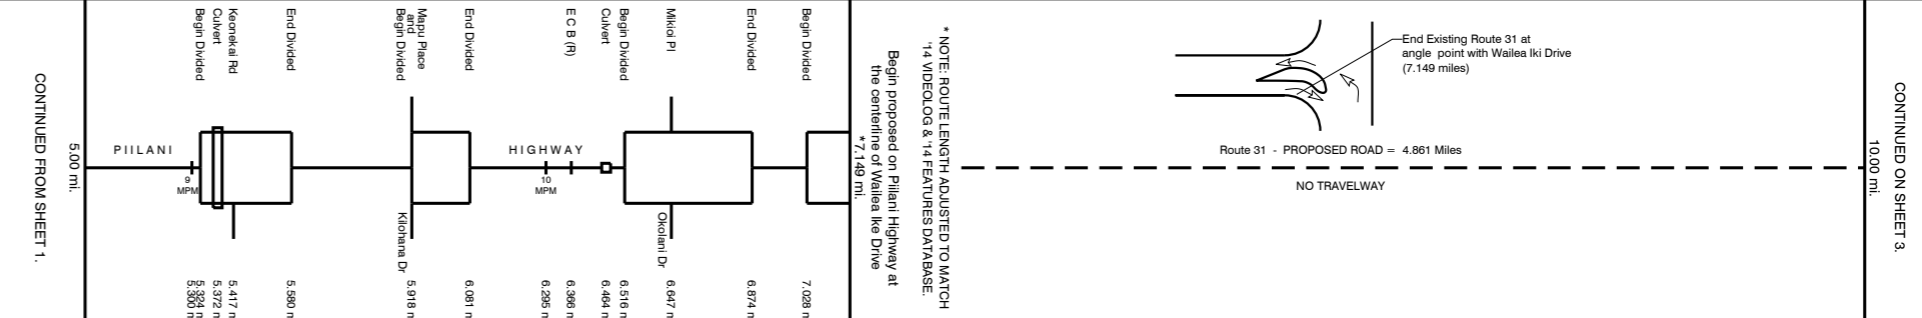 CONTINUED FROM SHEET 1.
5.00 mi.
PIILANI
9
MPM
Begin Divided
Culvert
Keonekai Rd
End Divided
Mapu Place
and
Begin Divided
Kilohana Dr
End Divided
HIGHWAY
10
MPM
E C B (R)
Culvert
Begin Divided
Mikioi Pl
Okolani Dr
End Divided
Begin Divided
5.300 m
5.324 m
5.372 m
5.417 m
5.580 m
5.918 m
6.081 m
6.295 m
6.366 m
6.464 m
6.516 m
6.647 m
6.874 m
7.028 m
Begin proposed on Piilani Highway at
the centerline of Wailea Ike Drive
*7.149 mi.
* NOTE: ROUTE LENGTH ADJUSTED TO MATCH
'14 VIDEOLOG & '14 FEATURES DATABASE.
End Existing Route 31 at
angle point with Wailea Iki Drive
(7.149 miles)
Route 31 - PROPOSED ROAD = 4.861 Miles
NO TRAVELWAY
10.00 mi.
CONTINUED ON SHEET 3.